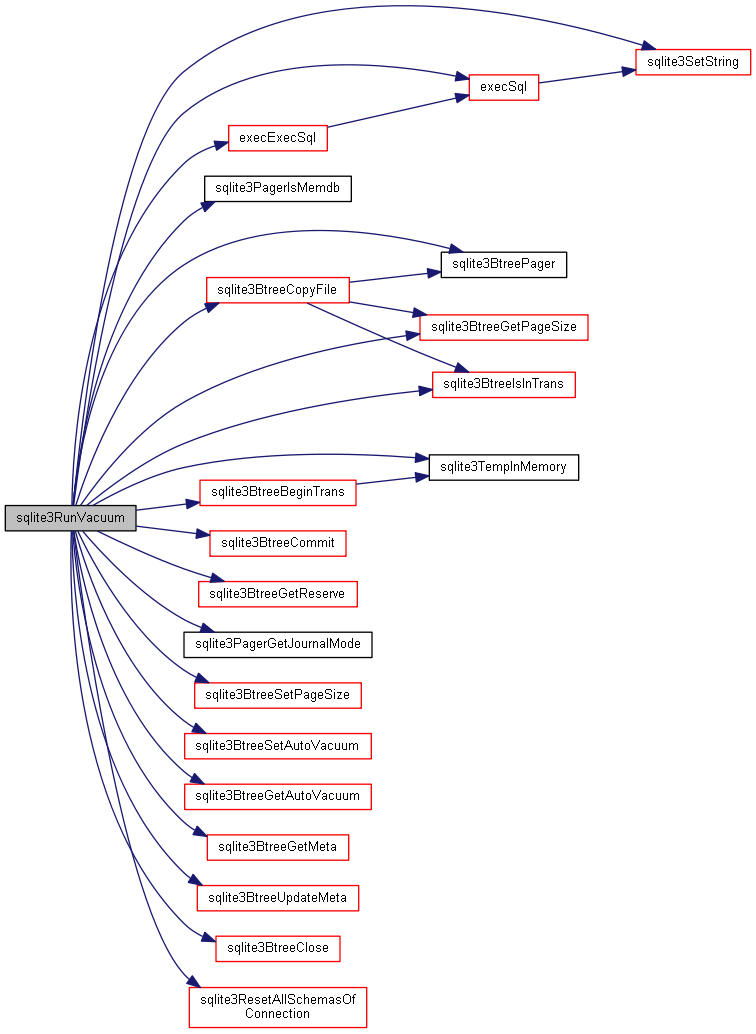 sqlite3SetString
execSql
execExecSql
sqlite3PagerIsMemdb
sqlite3BtreePager
sqlite3BtreeCopyFile
sqlite3BtreeGetPageSize
sqlite3BtreeIsInTrans
sqlite3TempInMemory
sqlite3BtreeBeginTrans
sqlite3RunVacuum
sqlite3BtreeCommit
sqlite3BtreeGetReserve
sqlite3PagerGetJournalMode
sqlite3BtreeSetPageSize
sqlite3BtreeSetAutoVacuum
sqlite3BtreeGetAutoVacuum
sqlite3BtreeGetMeta
sqlite3BtreeUpdateMeta
sqlite3BtreeClose
sqlite3ResetAllSchemasOf
Connection